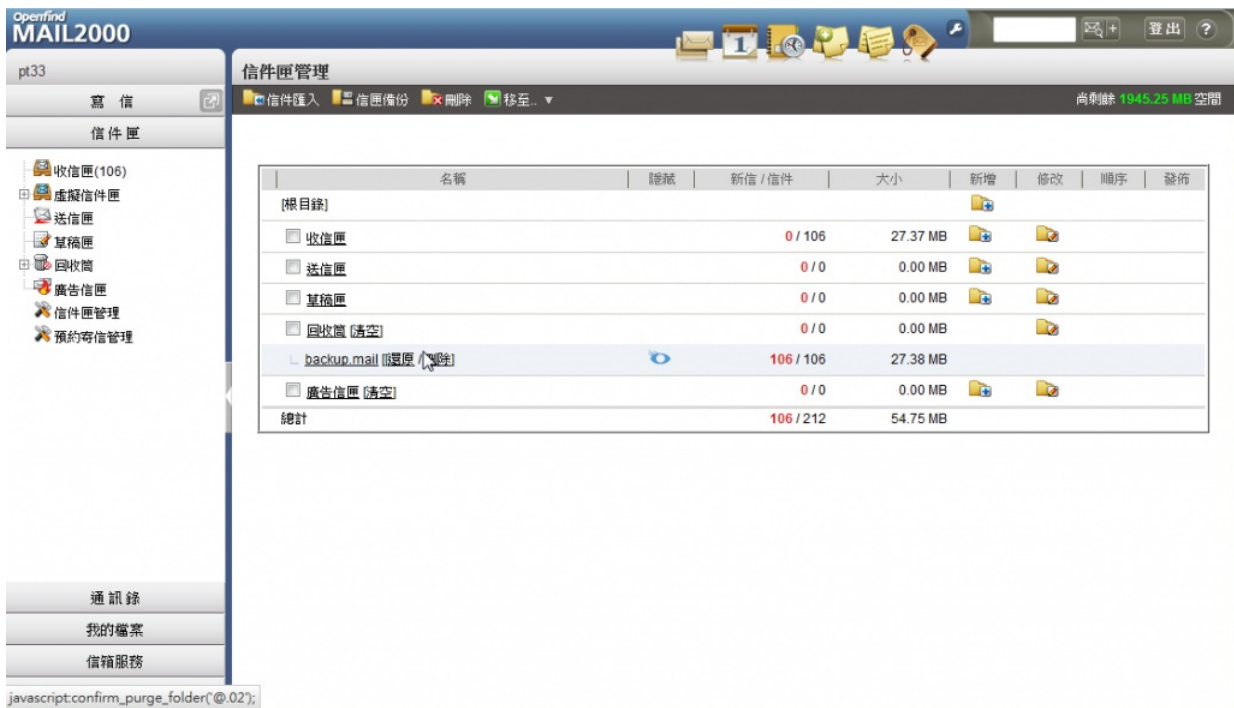 Openfind
MAIL2000
1
登出 ?
pt33
信件匣管理
寫 信
信件匯入 信匣備份 刪除 移至.. ▼ 尚剩餘 1945.25 MB 空間
信件匣
收信匣(106)
虛擬信件匣
送信匣
草稿匣
回收筒
廣告信匣
信件匣管理
預約寄信管理
名稱 隱藏 新信 / 信件 大小 新增 修改 順序 發佈
[根目錄]
收信匣 0 / 106 27.37 MB
送信匣 0 / 0 0.00 MB
草稿匣 0 / 0 0.00 MB
回收筒 [清空] 0 / 0 0.00 MB
backup.mail [還原 / 刪除] 106 / 106 27.38 MB
廣告信匣 [清空] 0 / 0 0.00 MB
總計 106 / 212 54.75 MB
通訊錄
我的檔案
信箱服務
javascript:confirm_purge_folder('@.02');